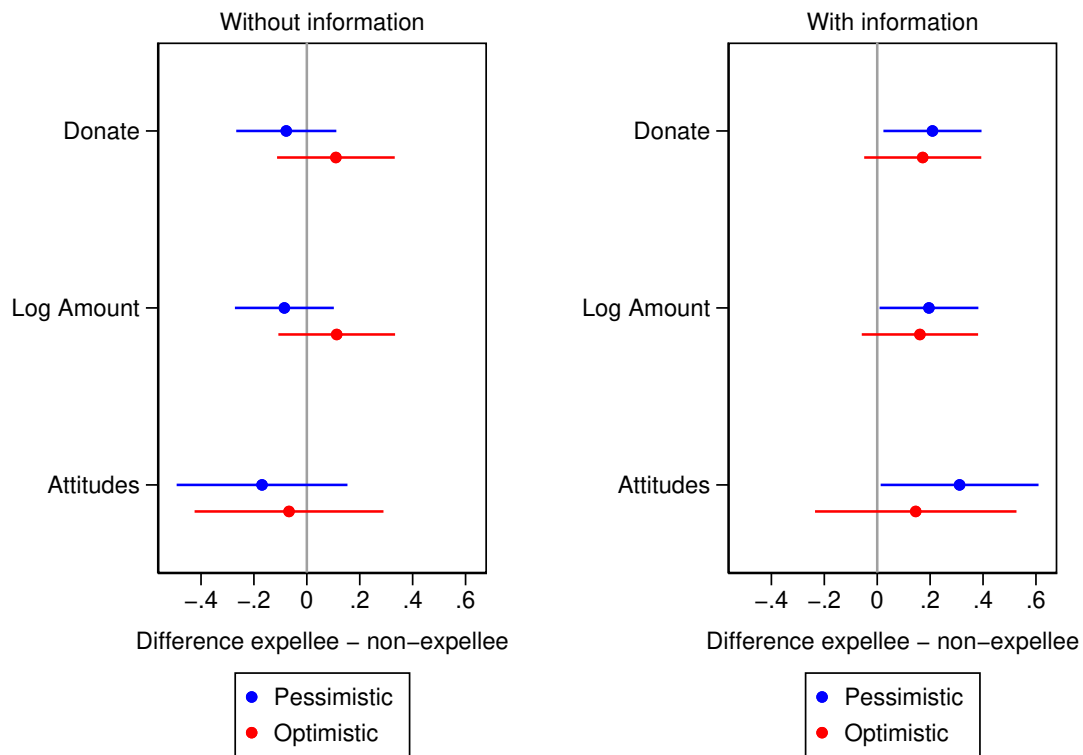 Without information
Donate
Log Amount
Attitudes
−.4 −.2 0 .2 .4 .6
Difference expellee − non−expellee
Pessimistic
Optimistic
With information
Donate
Log Amount
Attitudes
−.4 −.2 0 .2 .4 .6
Difference expellee − non−expellee
Pessimistic
Optimistic